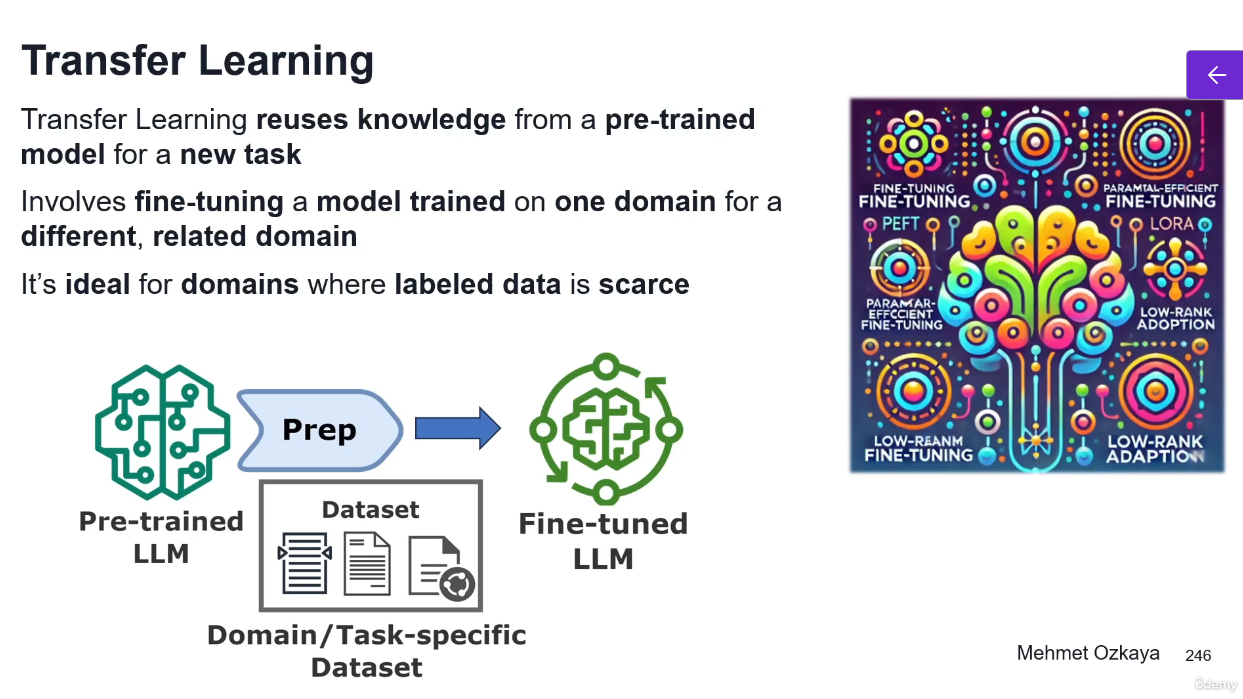 Transfer Learning
Transfer Learning reuses knowledge from a pre-trained
model for a new task
Involves fine-tuning a model trained on one domain for a
different, related domain
It’s ideal for domains where labeled data is scarce
Pre-trained
LLM
Prep
Dataset
Domain/Task-specific
Dataset
Fine-tuned
LLM
FINE-TUNING
FINE-TUNING
PARAMTAL-EFFICIENT
FINE-TUNING
PEFT
LORA
PARAMAR-
EFFCCIENT
FINE-TUNING
LOW-RANK
ADOPTION
LOW-REANM
FINE-TUNING
LOW-RANK
ADAPTION
Mehmet Ozkaya
246
ûdemy